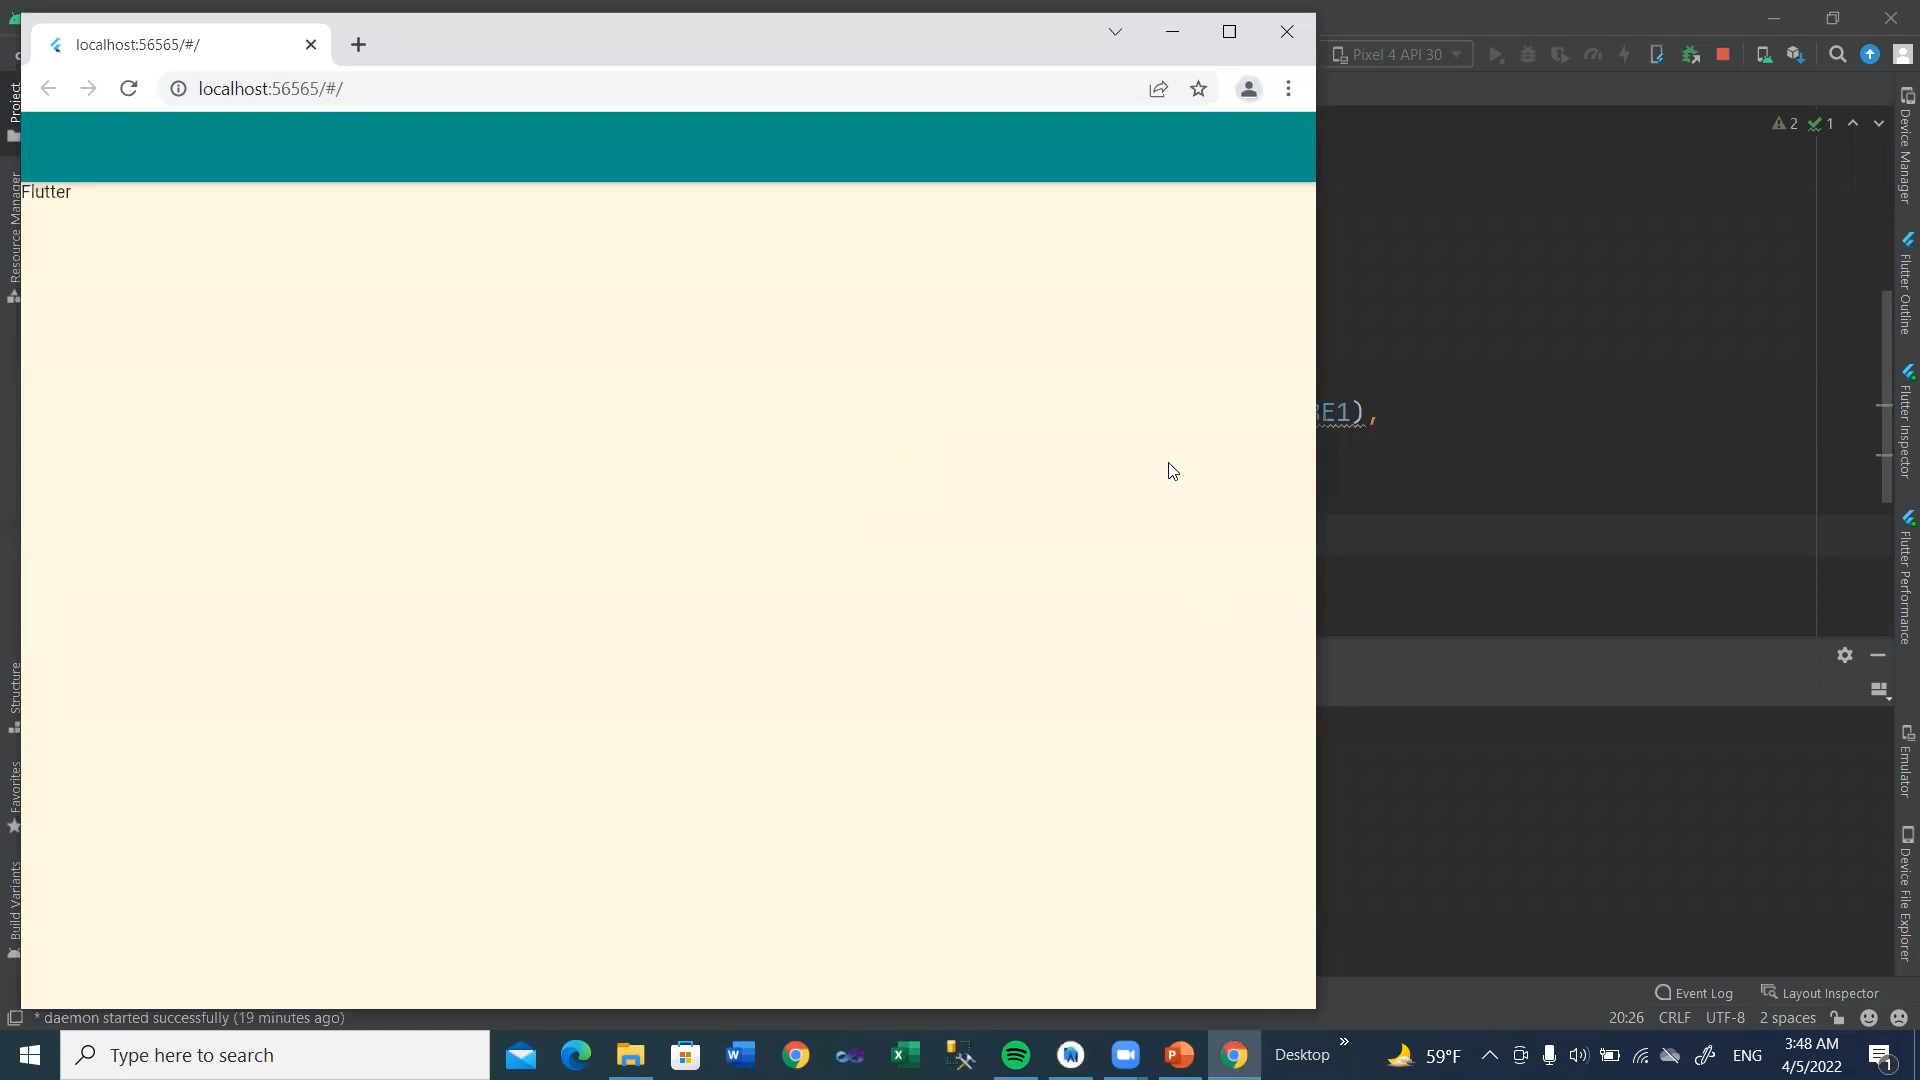 localhost:56565/#/
Pixel 4 API 30
localhost:56565/#/
2
1
Flutter
E1),
Project
Resource Manager
Structure
Favorites
Build Variants
Device Manager
Flutter Outline
Flutter Inspector
Flutter Performance
Emulator
Device File Explorer
Event Log
Layout Inspector
* daemon started successfully (19 minutes ago)
20:26 CRLF UTF-8 2 spaces
Type here to search
Desktop
59°F
ENG
3:48 AM
4/5/2022
1